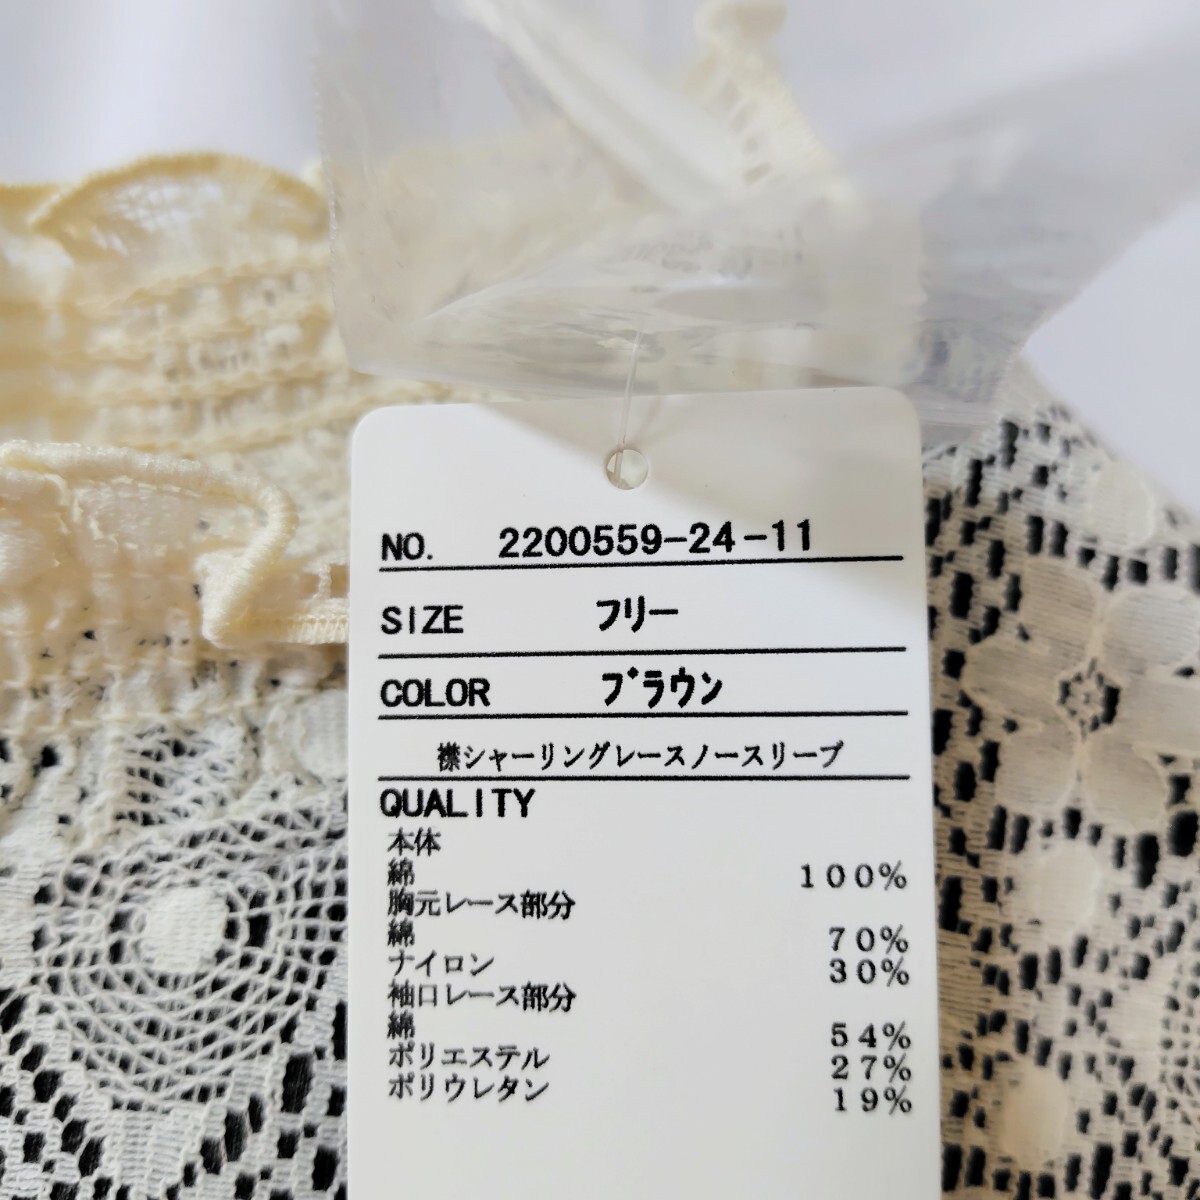 NO. 2200559-24-11
SIZE フリー
COLOR ブラウン
襟シャーリングレースノースリーブ
QUALITY
本体
綿 100%
胸元レース部分
綿 70%
ナイロン 30%
袖口レース部分
綿 54%
ポリエステル 27%
ポリウレタン 19%